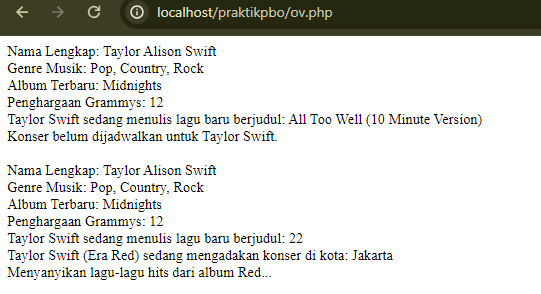 localhost/praktikpbo/ov.php
Nama Lengkap: Taylor Alison Swift
Genre Musik: Pop, Country, Rock
Album Terbaru: Midnights
Penghargaan Grammys: 12
Taylor Swift sedang menulis lagu baru berjudul: All Too Well (10 Minute Version)
Konser belum dijadwalkan untuk Taylor Swift.
Nama Lengkap: Taylor Alison Swift
Genre Musik: Pop, Country, Rock
Album Terbaru: Midnights
Penghargaan Grammys: 12
Taylor Swift sedang menulis lagu baru berjudul: 22
Taylor Swift (Era Red) sedang mengadakan konser di kota: Jakarta
Menyanyikan lagu-lagu hits dari album Red...